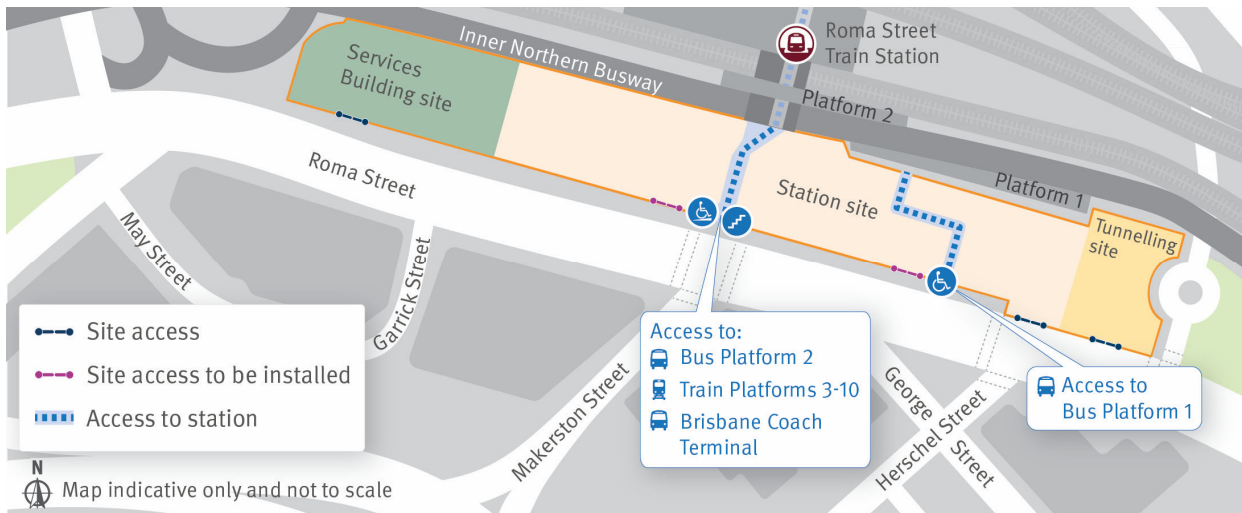 Roma Street
Train Station
Inner Northern Busway
Services
Building site
Platform 2
Platform 1
Station site
Tunnelling
site
Roma Street
May Street
Garrick Street
Makerston Street
George
Street
Herschel Street
Site access
Site access to be installed
Access to station
Access to:
Bus Platform 2
Train Platforms 3-10
Brisbane Coach
Terminal
Access to
Bus Platform 1
N
Map indicative only and not to scale